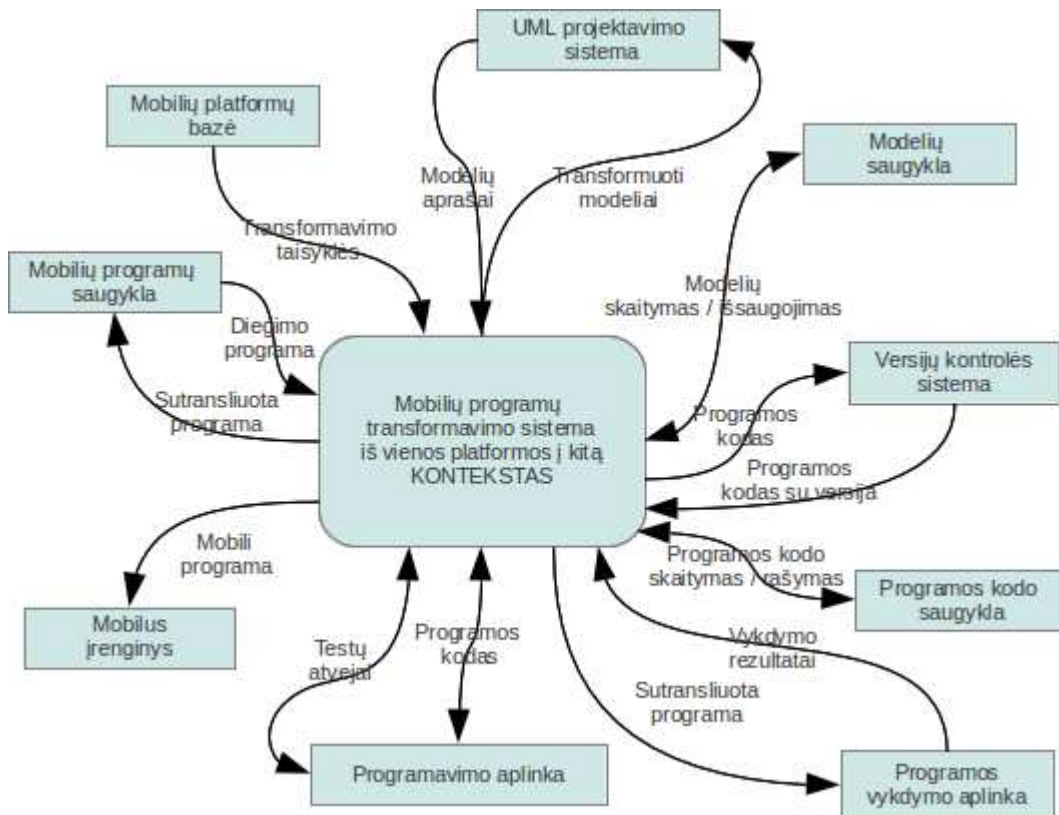 UML projektavimo
sistema
Mobilių platformų
bazė
Modelių
saugykla
Modelių
aprašai
Transformuoti
modeliai
Transformavimo
taisyklės
Mobilių programų
saugykla
Modelių
skaitymas / išsaugojimas
Diegimo
programa
Versijų kontrolės
sistema
Sutransliuota
programa
Mobilių programų
transformavimo sistema
iš vienos platformos į kitą
KONTEKSTAS
Programos
kodas
Programos
kodas su versija
Mobili
programa
Programos kodo
skaitymas / rašymas
Programos kodo
saugykla
Mobilus
įrenginys
Testų
atvejai
Programos
kodas
Vykdymo
rezultatai
Sutransliuota
programa
Programavimo aplinka
Programos
vykdymo aplinka